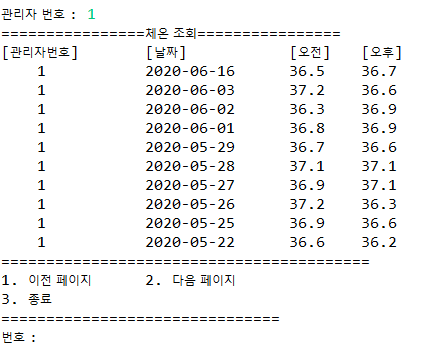 관리자 번호 : 1
================체온 조회================
[관리자번호] [날짜] [오전] [오후]
1 2020-06-16 36.5 36.7
1 2020-06-03 37.2 36.6
1 2020-06-02 36.3 36.9
1 2020-06-01 36.8 36.9
1 2020-05-29 36.7 36.6
1 2020-05-28 37.1 37.1
1 2020-05-27 36.9 37.1
1 2020-05-26 37.2 36.3
1 2020-05-25 36.9 36.6
1 2020-05-22 36.6 36.2
=========================================
1. 이전 페이지 2. 다음 페이지
3. 종료
===============================
번호 :